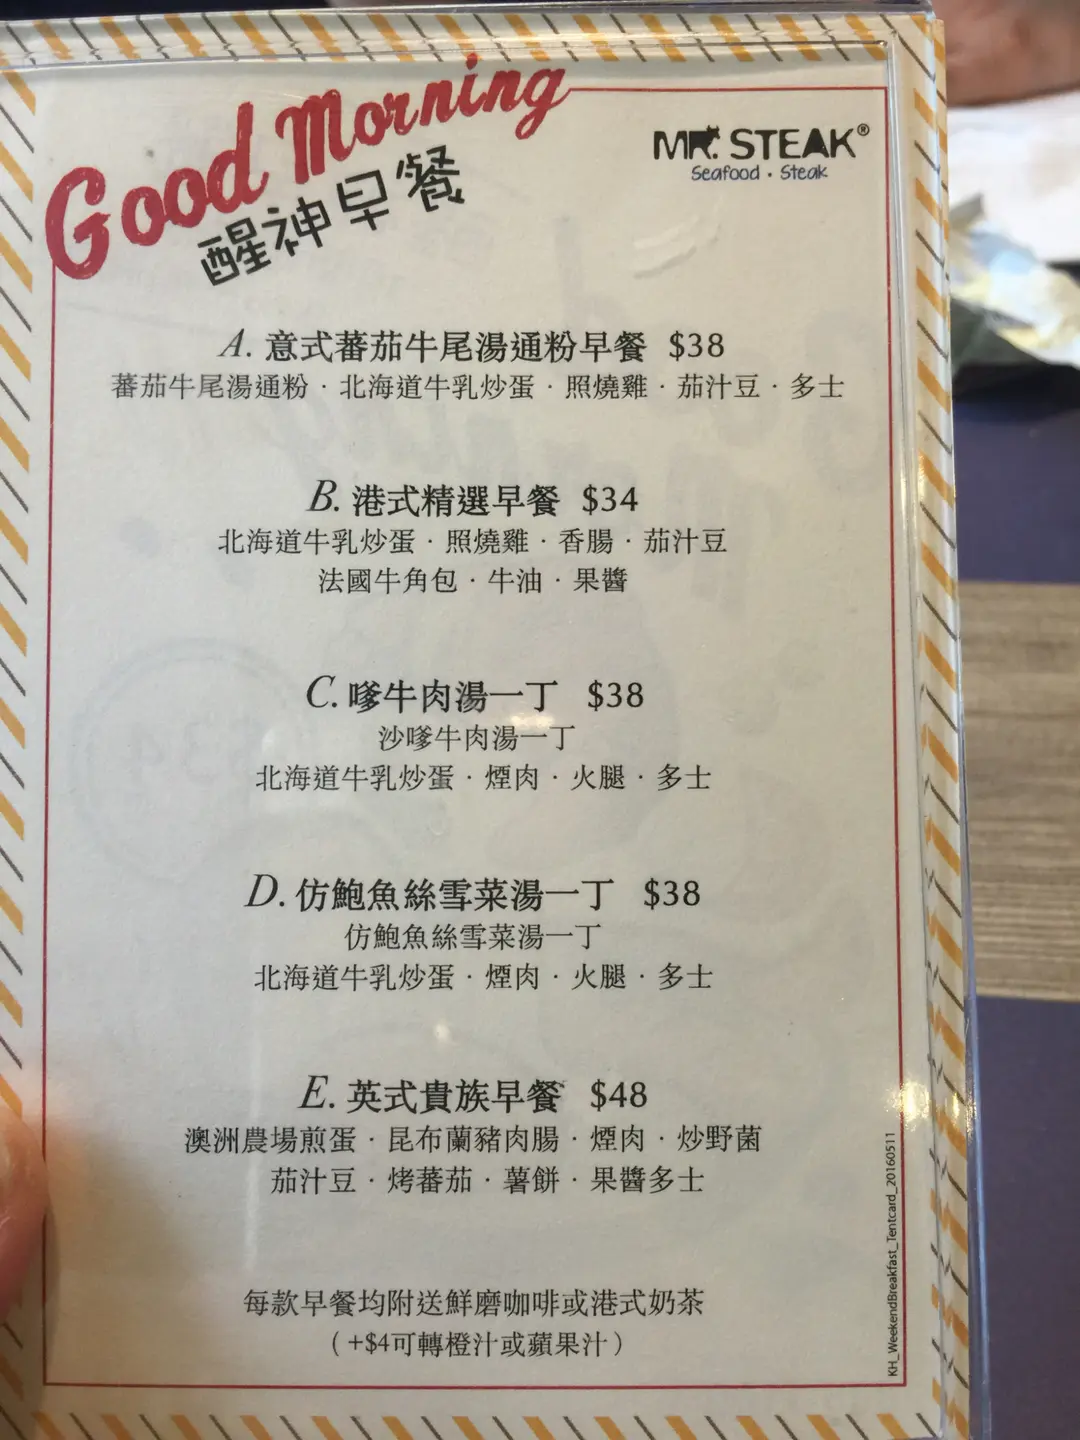 Good Morning
醒神早餐
MR. STEAK®
Seafood · Steak
A. 意式蕃茄牛尾湯通粉早餐 $38
蕃茄牛尾湯通粉 · 北海道牛乳炒蛋 · 照燒雞 · 茄汁豆 · 多士
B. 港式精選早餐 $34
北海道牛乳炒蛋 · 照燒雞 · 香腸 · 茄汁豆
法國牛角包 · 牛油 · 果醬
C. 嗲牛肉湯一丁 $38
沙嗲牛肉湯一丁
北海道牛乳炒蛋 · 煙肉 · 火腿 · 多士
D. 仿鮑魚絲雪菜湯一丁 $38
仿鮑魚絲雪菜湯一丁
北海道牛乳炒蛋 · 煙肉 · 火腿 · 多士
E. 英式貴族早餐 $48
澳洲農場煎蛋 · 昆布蘭豬肉腸 · 煙肉 · 炒野菌
茄汁豆 · 烤蕃茄 · 薯餅 · 果醬多士
每款早餐均附送鮮磨咖啡或港式奶茶
（+$4可轉橙汁或蘋果汁）
KH_WeekendBreakfast_Tentcard_20160511